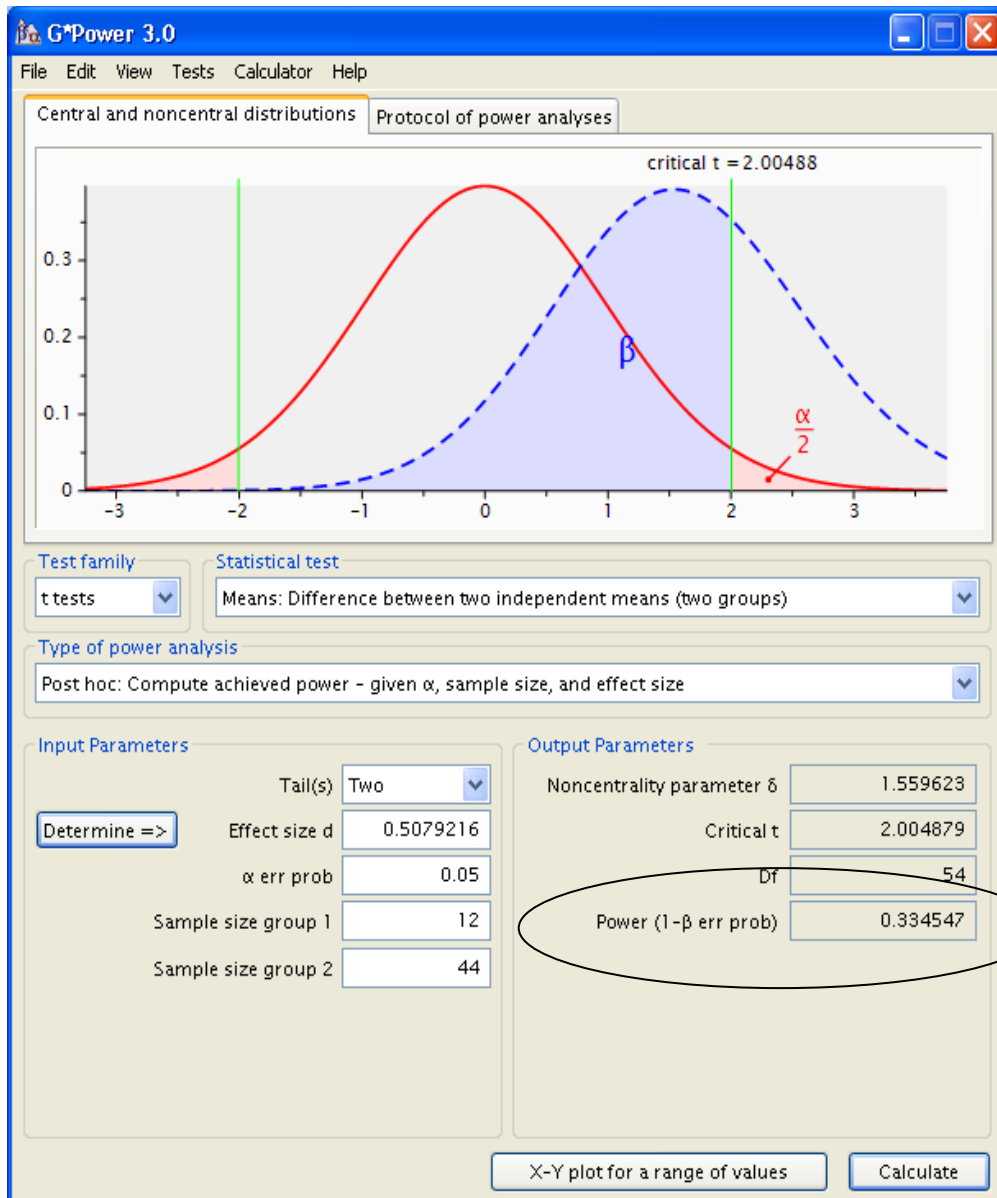 G*Power 3.0
File Edit View Tests Calculator Help
Central and noncentral distributions
Protocol of power analyses
critical t = 2.00488
0.3
0.2
0.1
0
β
α
2
-3 -2 -1 0 1 2 3
Test family
Statistical test
t tests
Means: Difference between two independent means (two groups)
Type of power analysis
Post hoc: Compute achieved power - given α, sample size, and effect size
Input Parameters
Tail(s) Two
Determine => Effect size d 0.5079216
α err prob 0.05
Sample size group 1 12
Sample size group 2 44
Output Parameters
Noncentrality parameter δ 1.559623
Critical t 2.004879
Df 54
Power (1-β err prob) 0.334547
X-Y plot for a range of values
Calculate